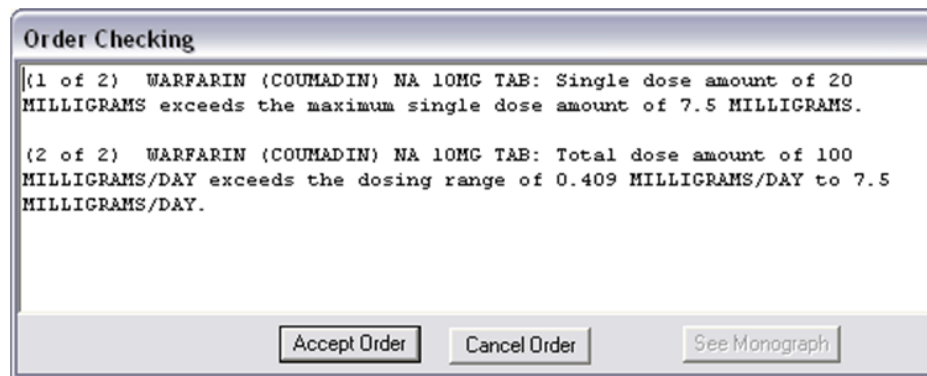 Order Checking
(1 of 2)  WARFARIN (COUMADIN) NA 10MG TAB: Single dose amount of 20
MILLIGRAMS exceeds the maximum single dose amount of 7.5 MILLIGRAMS.
(2 of 2)  WARFARIN (COUMADIN) NA 10MG TAB: Total dose amount of 100
MILLIGRAMS/DAY exceeds the dosing range of 0.409 MILLIGRAMS/DAY to 7.5
MILLIGRAMS/DAY.
Accept Order Cancel Order See Monograph